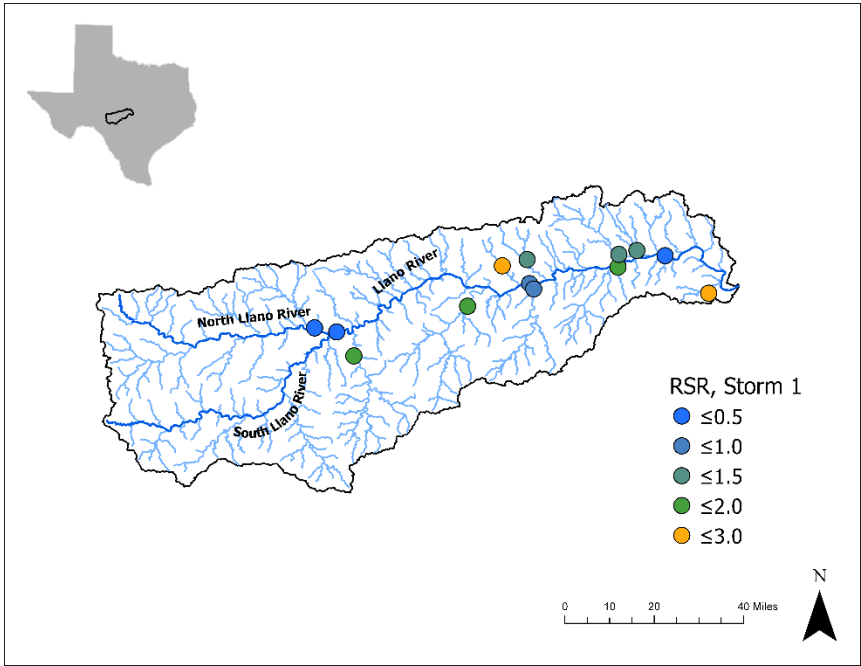 Llano River
North Llano River
South Llano River
RSR, Storm 1
≤0.5
≤1.0
≤1.5
≤2.0
≤3.0
N
0 10 20 40 Miles